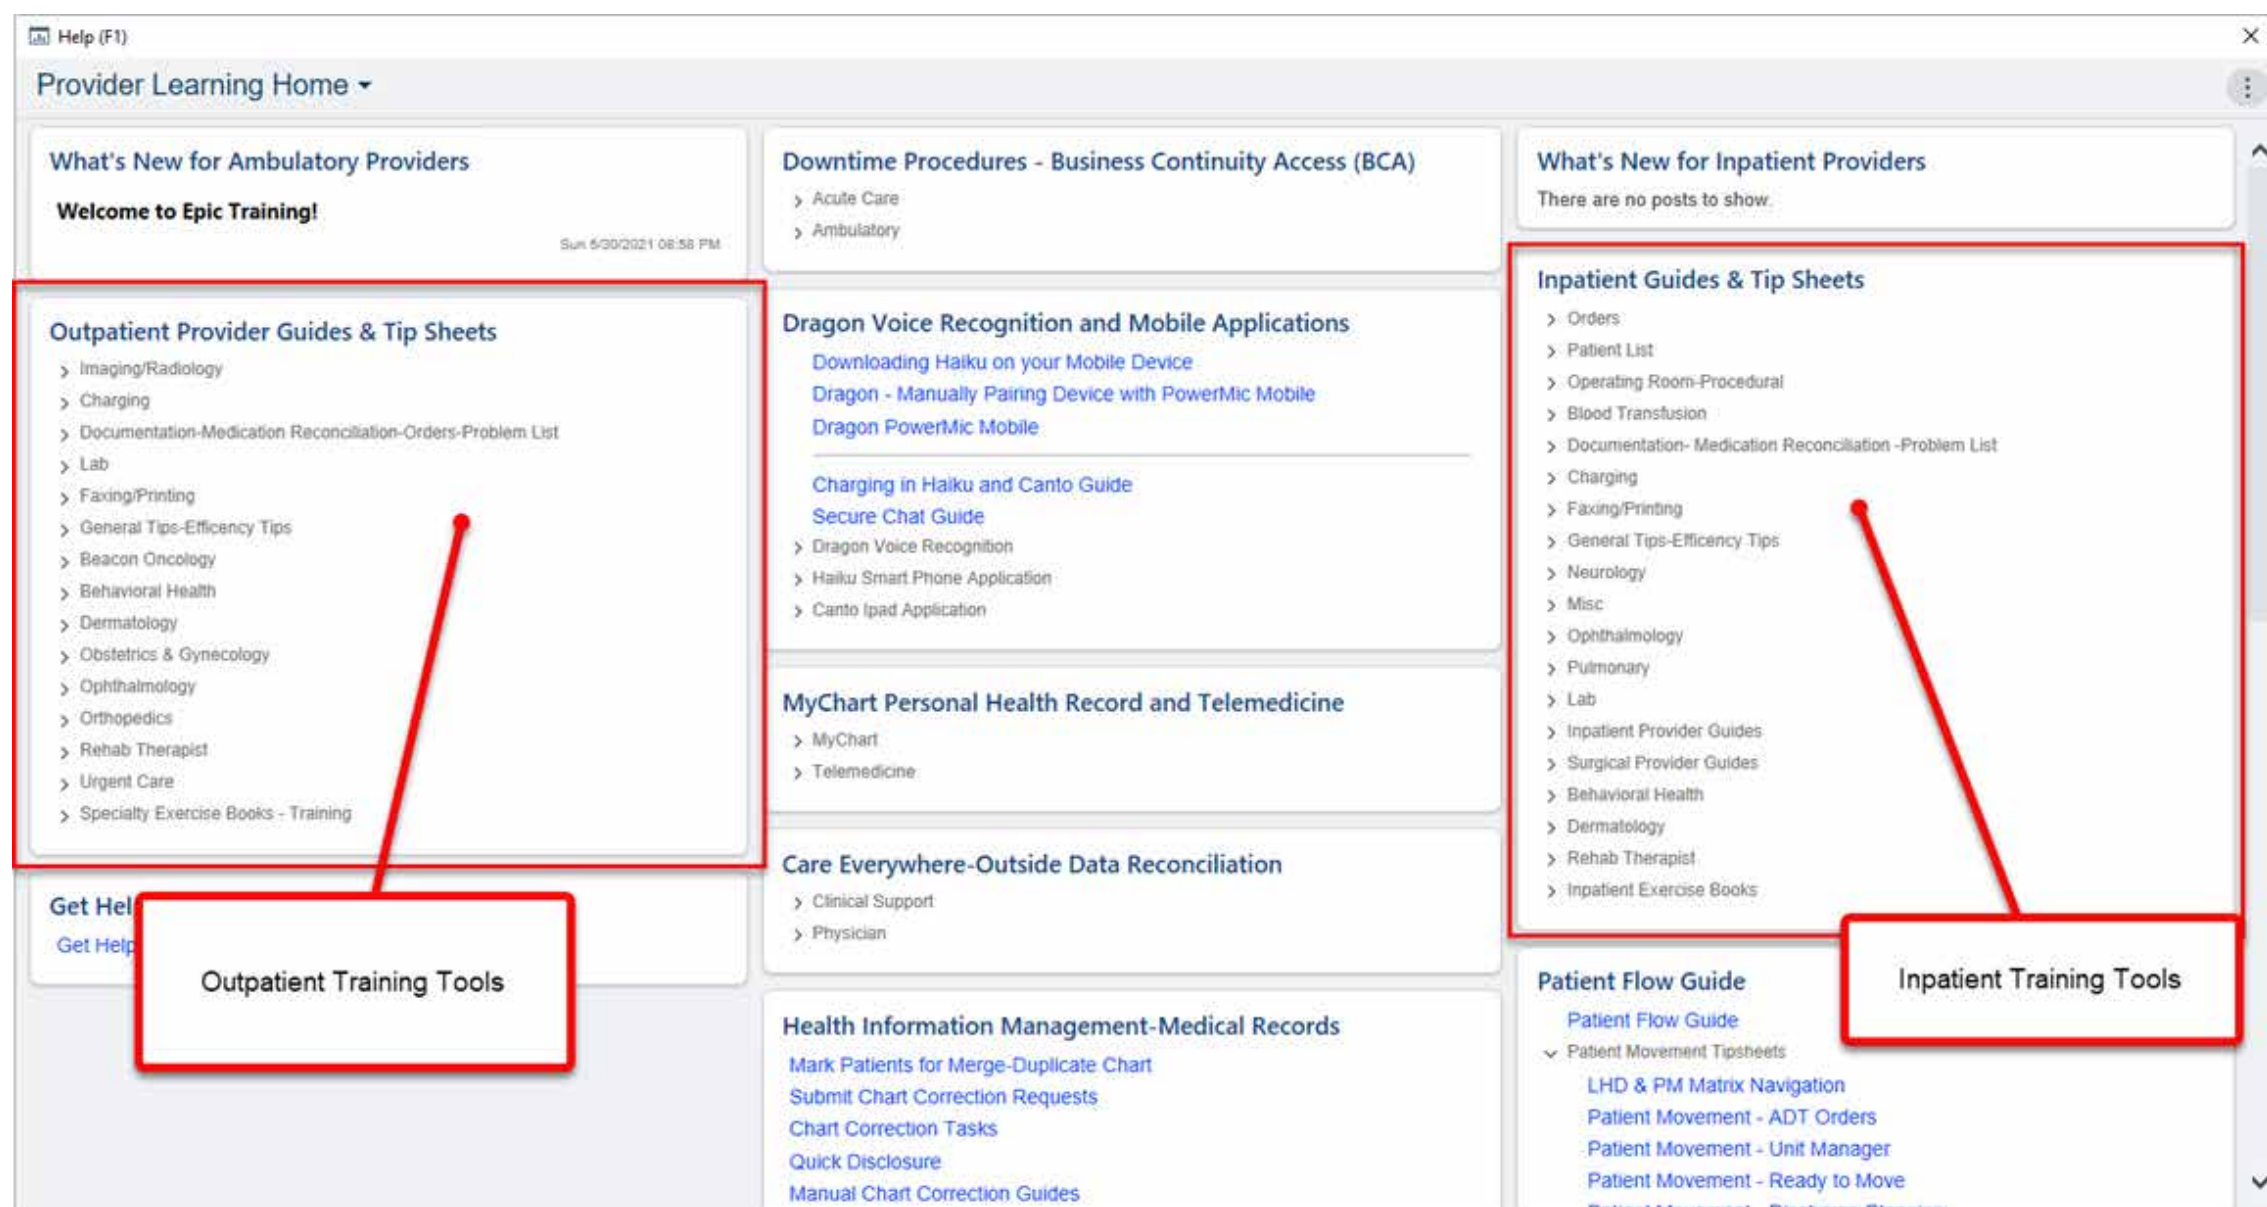 Help (F1)
Provider Learning Home
What's New for Ambulatory Providers
Welcome to Epic Training!
Sun 5/30/2021 08:58 PM
Outpatient Provider Guides & Tip Sheets
Imaging/Radiology
Charging
Documentation-Medication Reconciliation-Orders-Problem List
Lab
Faxing/Printing
General Tips-Efficency Tips
Beacon Oncology
Behavioral Health
Dermatology
Obstetrics & Gynecology
Ophthalmology
Orthopedics
Rehab Therapist
Urgent Care
Specialty Exercise Books - Training
Get Hel
Get Help
Outpatient Training Tools
Downtime Procedures - Business Continuity Access (BCA)
Acute Care
Ambulatory
Dragon Voice Recognition and Mobile Applications
Downloading Haiku on your Mobile Device
Dragon - Manually Pairing Device with PowerMic Mobile
Dragon PowerMic Mobile
Charging in Haiku and Canto Guide
Secure Chat Guide
Dragon Voice Recognition
Haiku Smart Phone Application
Canto Ipad Application
MyChart Personal Health Record and Telemedicine
MyChart
Telemedicine
Care Everywhere-Outside Data Reconciliation
Clinical Support
Physician
Health Information Management-Medical Records
Mark Patients for Merge-Duplicate Chart
Submit Chart Correction Requests
Chart Correction Tasks
Quick Disclosure
Manual Chart Correction Guides
What's New for Inpatient Providers
There are no posts to show.
Inpatient Guides & Tip Sheets
Orders
Patient List
Operating Room-Procedural
Blood Transfusion
Documentation- Medication Reconciliation -Problem List
Charging
Faxing/Printing
General Tips-Efficency Tips
Neurology
Misc
Ophthalmology
Pulmonary
Lab
Inpatient Provider Guides
Surgical Provider Guides
Behavioral Health
Dermatology
Rehab Therapist
Inpatient Exercise Books
Inpatient Training Tools
Patient Flow Guide
Patient Flow Guide
Patient Movement Tipsheets
LHD & PM Matrix Navigation
Patient Movement - ADT Orders
Patient Movement - Unit Manager
Patient Movement - Ready to Move